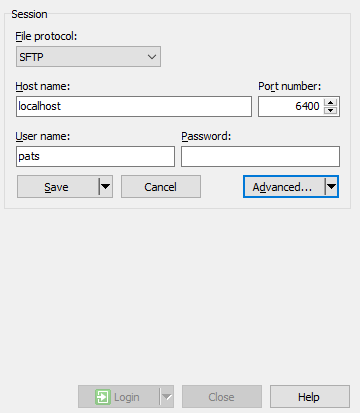 Session
File protocol:
SFTP
Host name:
Port number:
localhost
6400
User name:
Password:
pats
Save
Cancel
Advanced...
Login
Close
Help